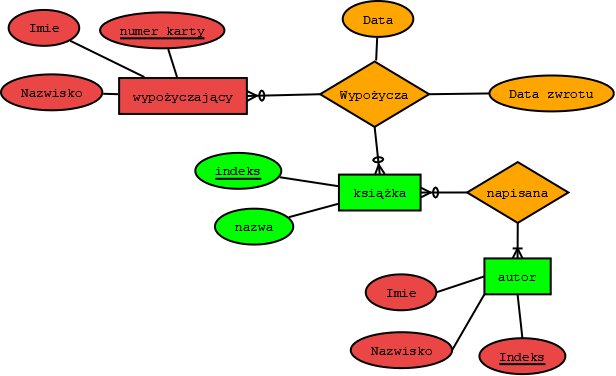 Imie
numer karty
Data
Nazwisko
wypożyczający
Wypożycza
Data zwrotu
indeks
książka
napisana
nazwa
autor
Imie
Nazwisko
Indeks